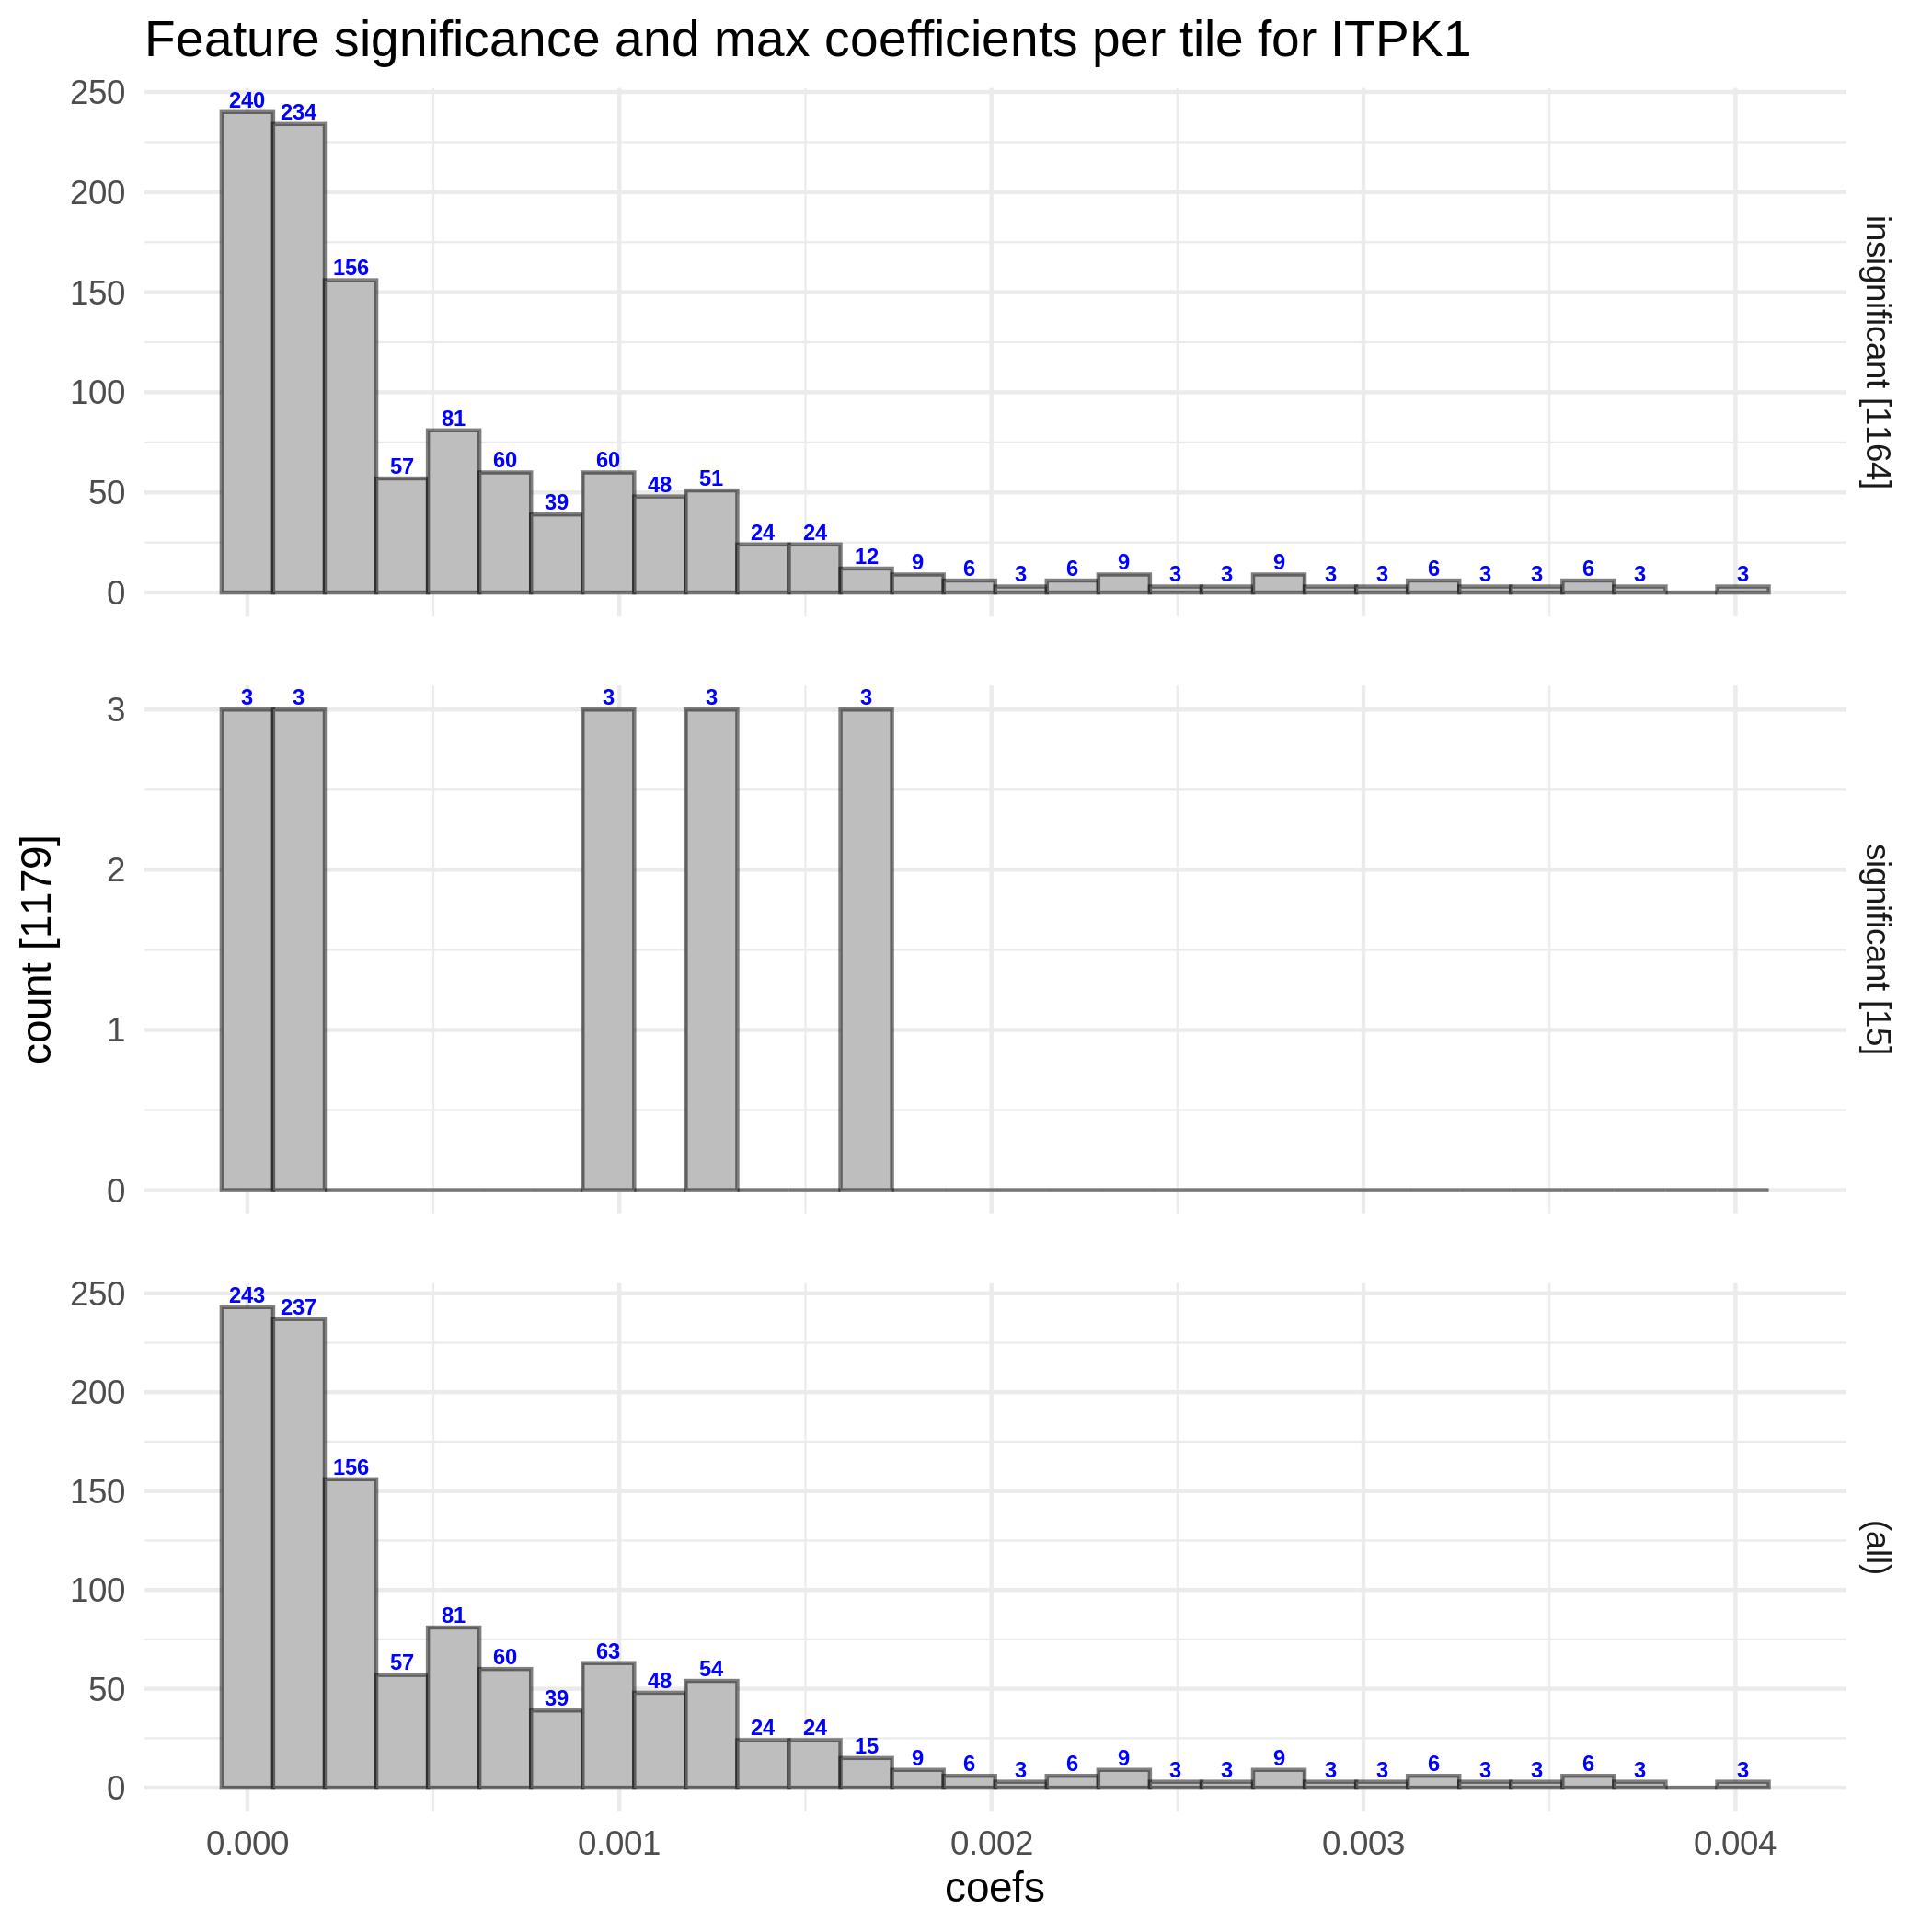 Feature significance and max coefficients per tile for ITPK1
250
200
150
100
50
0
240 234 156 57 81 60 39 60 48 51 24 24 12 9 6 3 6 9 3 3 9 3 3 6 3 3 6 3 3
insignificant [1164]
count [1179]
3
2
1
0
3 3 3 3 3
significant [15]
250
200
150
100
50
0
243 237 156 57 81 60 39 63 48 54 24 24 15 9 6 3 6 9 3 3 9 3 3 6 3 3 6 3 3
(all)
0.000 0.001 0.002 0.003 0.004
coefs